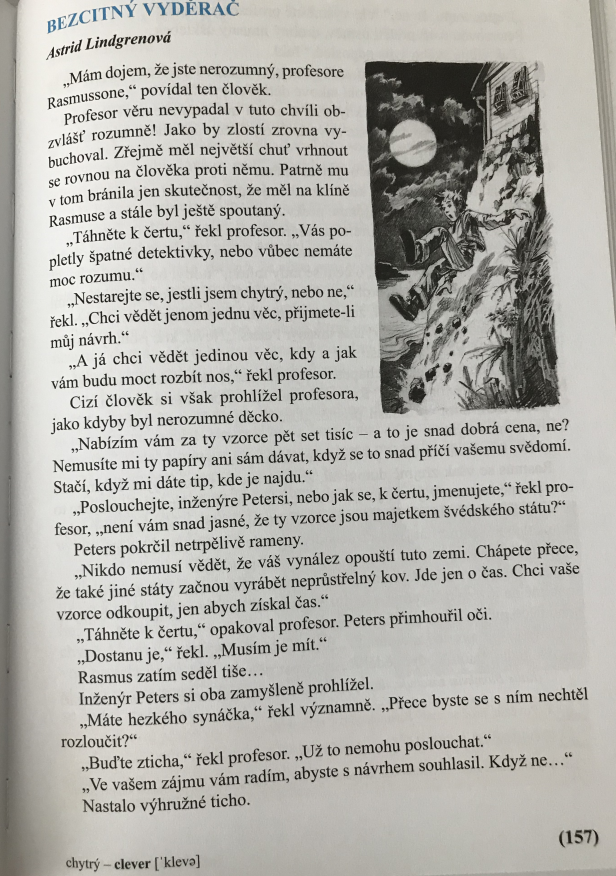 BEZCITNÝ VYDĚRAČ
Astrid Lindgrenová
„Mám dojem, že jste nerozumný, profesore
Rasmussone,“ povídal ten člověk.
Profesor věru nevypadal v tuto chvíli ob-
zvlášť rozumně! Jako by zlostí zrovna vy-
buchoval. Zřejmě měl největší chuť vrhnout
se rovnou na člověka proti němu. Patrně mu
v tom bránila jen skutečnost, že měl na klíně
Rasmuse a stále byl ještě spoutaný.
„Táhněte k čertu,“ řekl profesor. „Vás po-
pletly špatné detektivky, nebo vůbec nemáte
moc rozumu.“
„Nestarejte se, jestli jsem chytrý, nebo ne,“
řekl. „Chci vědět jenom jednu věc, přijmete-li
můj návrh.“
„A já chci vědět jedinou věc, kdy a jak
vám budu moct rozbít nos,“ řekl profesor.
Cizí člověk si však prohlížel profesora,
jako kdyby byl nerozumné děcko.
„Nabízím vám za ty vzorce pět set tisíc – a to je snad dobrá cena, ne?
Nemusíte mi ty papíry ani sám dávat, když se to snad příčí vašemu svědomí.
Stačí, když mi dáte tip, kde je najdu.“
„Poslouchejte, inženýre Petersi, nebo jak se, k čertu, jmenujete,“ řekl pro-
fesor, „není vám snad jasné, že ty vzorce jsou majetkem švédského státu?“
Peters pokrčil netrpělivě rameny.
„Nikdo nemusí vědět, že váš vynález opouští tuto zemi. Chápete přece,
že také jiné státy začnou vyrábět neprůstřelný kov. Jde jen o čas. Chci vaše
vzorce odkoupit, jen abych získal čas.“
„Táhněte k čertu,“ opakoval profesor. Peters přimhouřil oči.
„Dostanu je,“ řekl. „Musím je mít.“
Rasmus zatím seděl tiše…
Inženýr Peters si oba zamyšleně prohlížel.
„Máte hezkého synáčka,“ řekl významně. „Přece byste se s ním nechtěl
rozloučit?“
„Buďte zticha,“ řekl profesor. „Už to nemohu poslouchat.“
„Ve vašem zájmu vám radím, abyste s návrhem souhlasil. Když ne…“
Nastalo výhružné ticho.
(157)
chytrý – clever [ˈklevə]